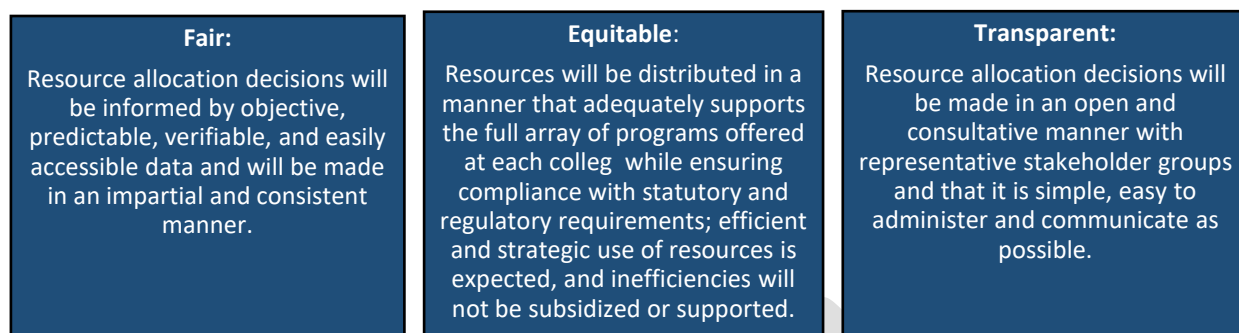 Fair:
Resource allocation decisions will
be informed by objective,
predictable, verifiable, and easily
accessible data and will be made
in an impartial and consistent
manner.
Equitable:
Resources will be distributed in a
manner that adequately supports
the full array of programs offered
at each colleg  while ensuring
compliance with statutory and
regulatory requirements; efficient
and strategic use of resources is
expected, and inefficiencies will
not be subsidized or supported.
Transparent:
Resource allocation decisions will
be made in an open and
consultative manner with
representative stakeholder groups
and that it is simple, easy to
administer and communicate as
possible.